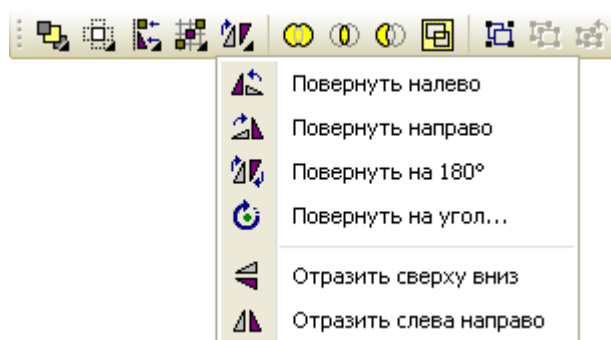 Повернуть налево
Повернуть направо
Повернуть на 180°
Повернуть на угол...
Отразить сверху вниз
Отразить слева направо